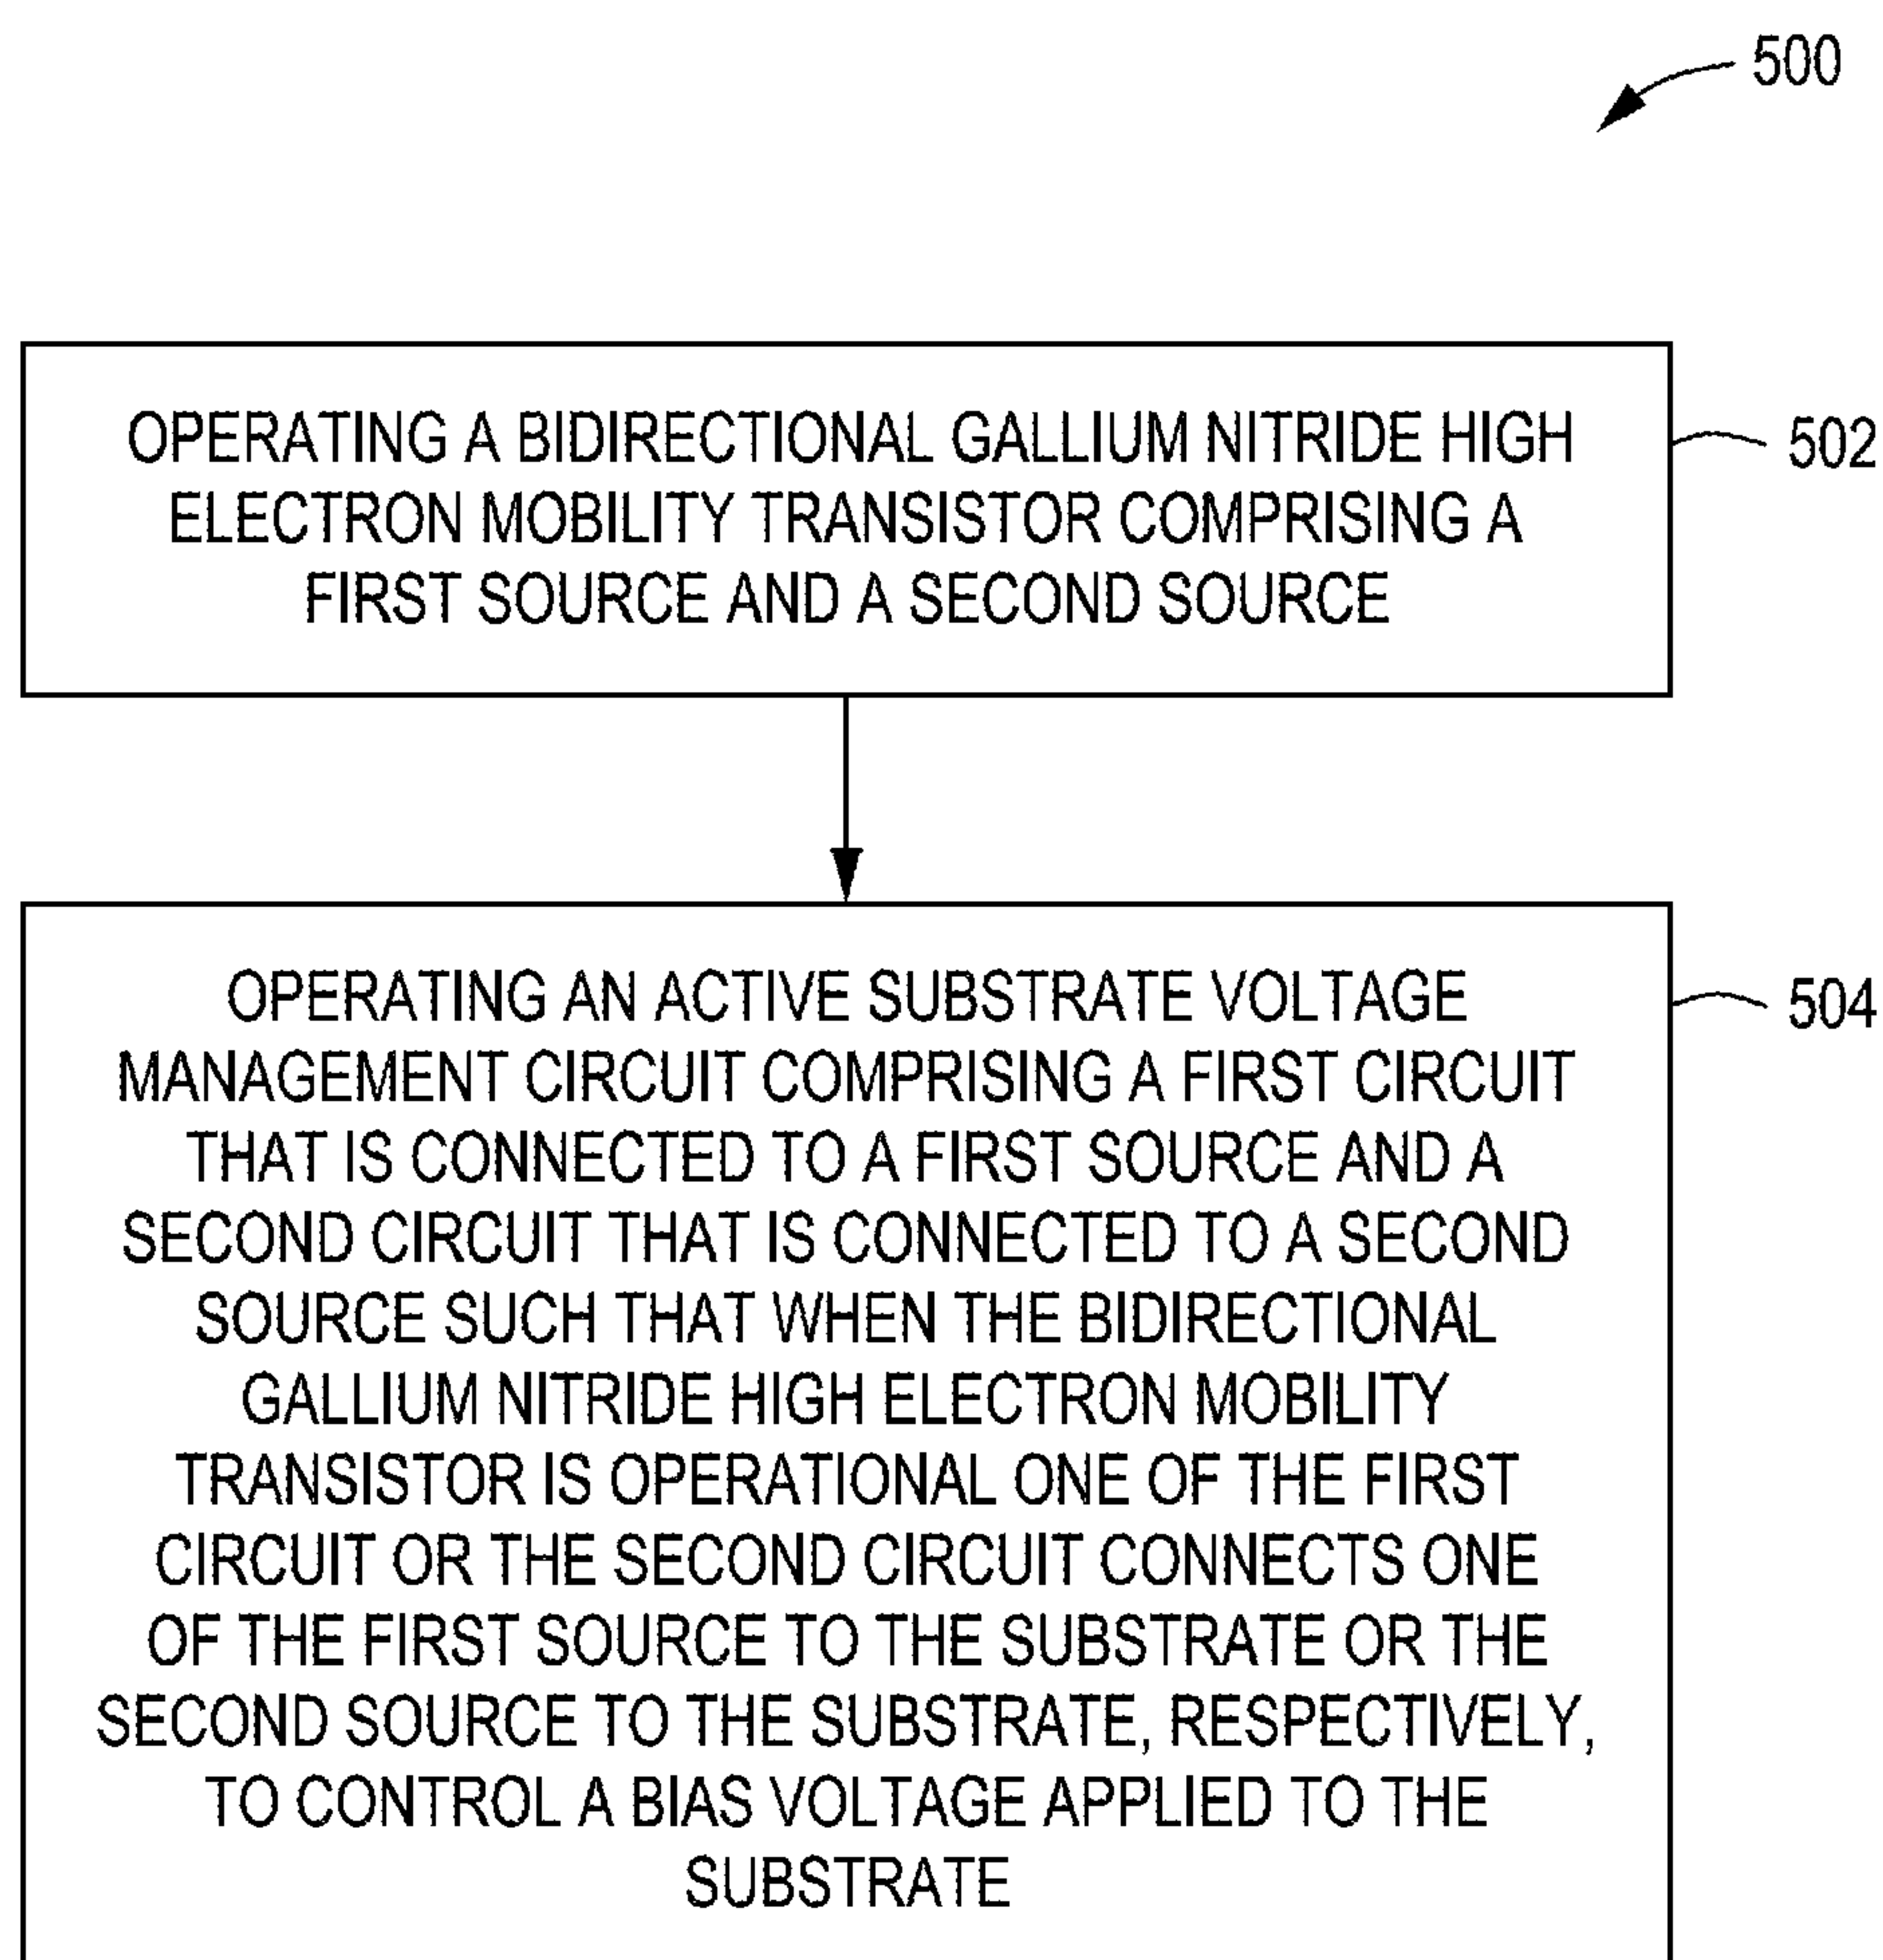 500
OPERATING A BIDIRECTIONAL GALLIUM NITRIDE HIGH
ELECTRON MOBILITY TRANSISTOR COMPRISING A
FIRST SOURCE AND A SECOND SOURCE
502
OPERATING AN ACTIVE SUBSTRATE VOLTAGE
MANAGEMENT CIRCUIT COMPRISING A FIRST CIRCUIT
THAT IS CONNECTED TO A FIRST SOURCE AND A
SECOND CIRCUIT THAT IS CONNECTED TO A SECOND
SOURCE SUCH THAT WHEN THE BIDIRECTIONAL
GALLIUM NITRIDE HIGH ELECTRON MOBILITY
TRANSISTOR IS OPERATIONAL ONE OF THE FIRST
CIRCUIT OR THE SECOND CIRCUIT CONNECTS ONE
OF THE FIRST SOURCE TO THE SUBSTRATE OR THE
SECOND SOURCE TO THE SUBSTRATE, RESPECTIVELY,
TO CONTROL A BIAS VOLTAGE APPLIED TO THE
SUBSTRATE
504